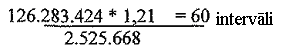 126.283.424 * 1,21 = 60 intervāli
2.525.668